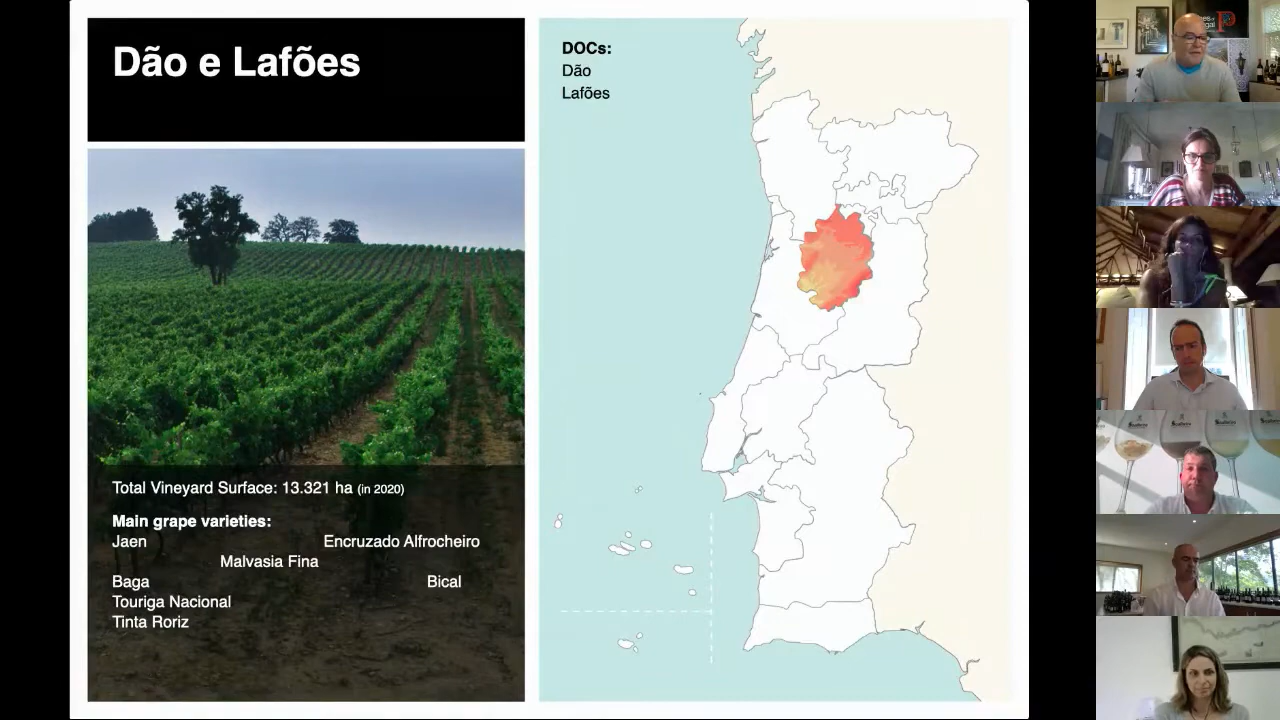 Dão e Lafões
DOCs:
Dão
Lafões
Total Vineyard Surface: 13.321 ha (in 2020)
Main grape varieties:
Jaen Encruzado Alfrocheiro
Malvasia Fina
Baga Bical
Touriga Nacional
Tinta Roriz